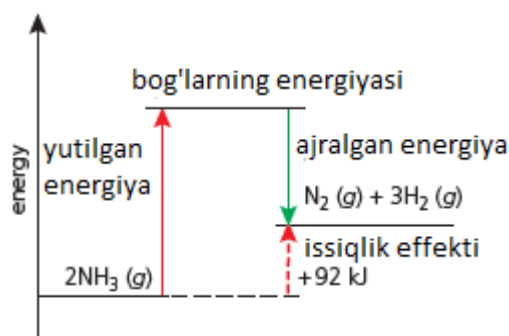 bog'larning energiyasi
energy
yutilgan
energiya
ajralgan energiya
N₂ (g) + 3H₂ (g)
issiqlik effekti
2NH₃ (g)
+92 kJ